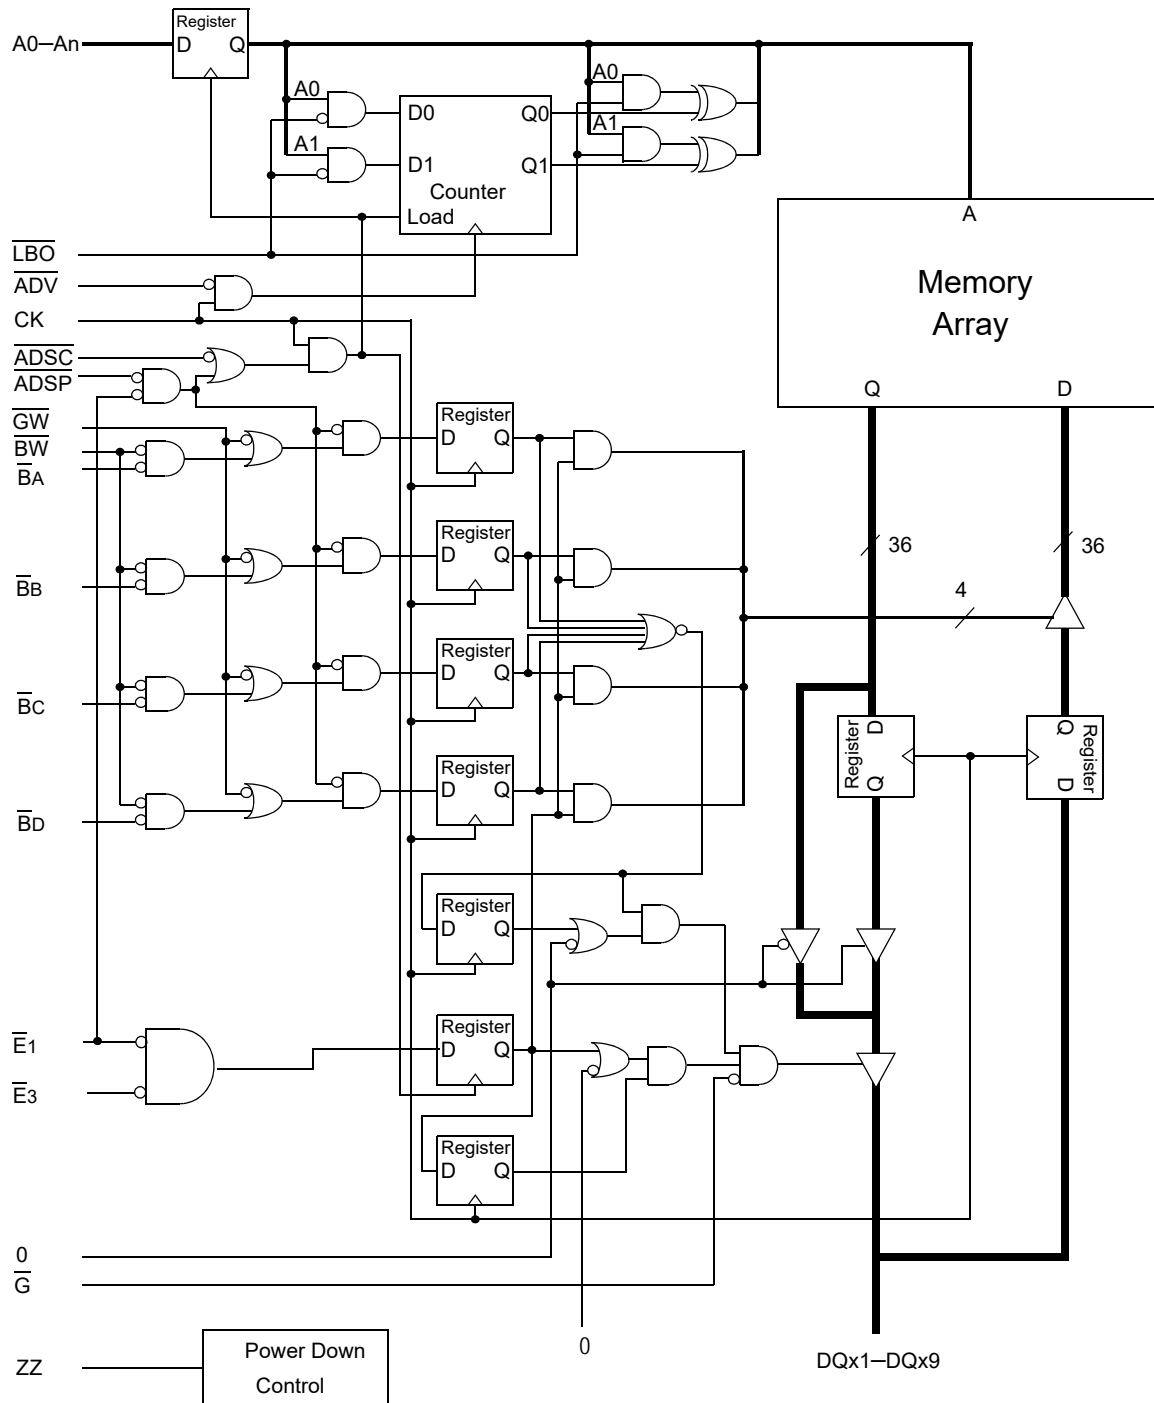 Register
A0–An
D Q
A0
A0
D0
Q0
A1
A1
D1
Q1
Counter
Load
A
LBO
ADV
Memory
Array
CK
ADSC
ADSP
Q
D
GW
Register
BW
D Q
BA
Register
D Q
36
36
BB
4
Register
D Q
BC
D
Register
Q
Q
Register
D
Register
D Q
BD
Register
D Q
Register
E1
D Q
E3
Register
D Q
0
G
0
Power Down
Control
ZZ
DQx1–DQx9